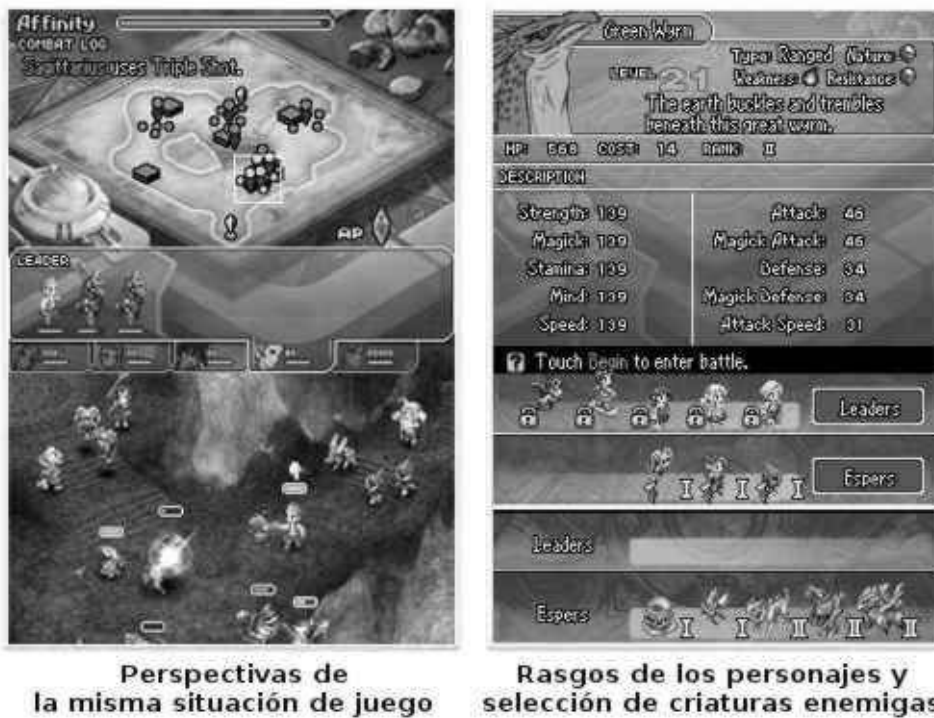 Affinity
COMBAT LOG
Sagittarius uses Triple Shot.
AP
LEADER
Perspectivas de
la misma situación de juego
Green Wyrm
Type: Ranged Nature:
LEVEL 21
Weakness: Resistance:
The earth buckles and trembles
beneath this great wyrm.
HP: 568 COST: 14 RANK: II
DESCRIPTION
Strength: 139 Attack: 46
Magick: 139 Magick Attack: 46
Stamina: 139 Defense: 34
Mind: 139 Magick Defense: 34
Speed: 139 Attack Speed: 31
? Touch Begin to enter battle.
Leaders
I I I Espers
Leaders
Espers I I II II II
Rasgos de los personajes y
selección de criaturas enemigas